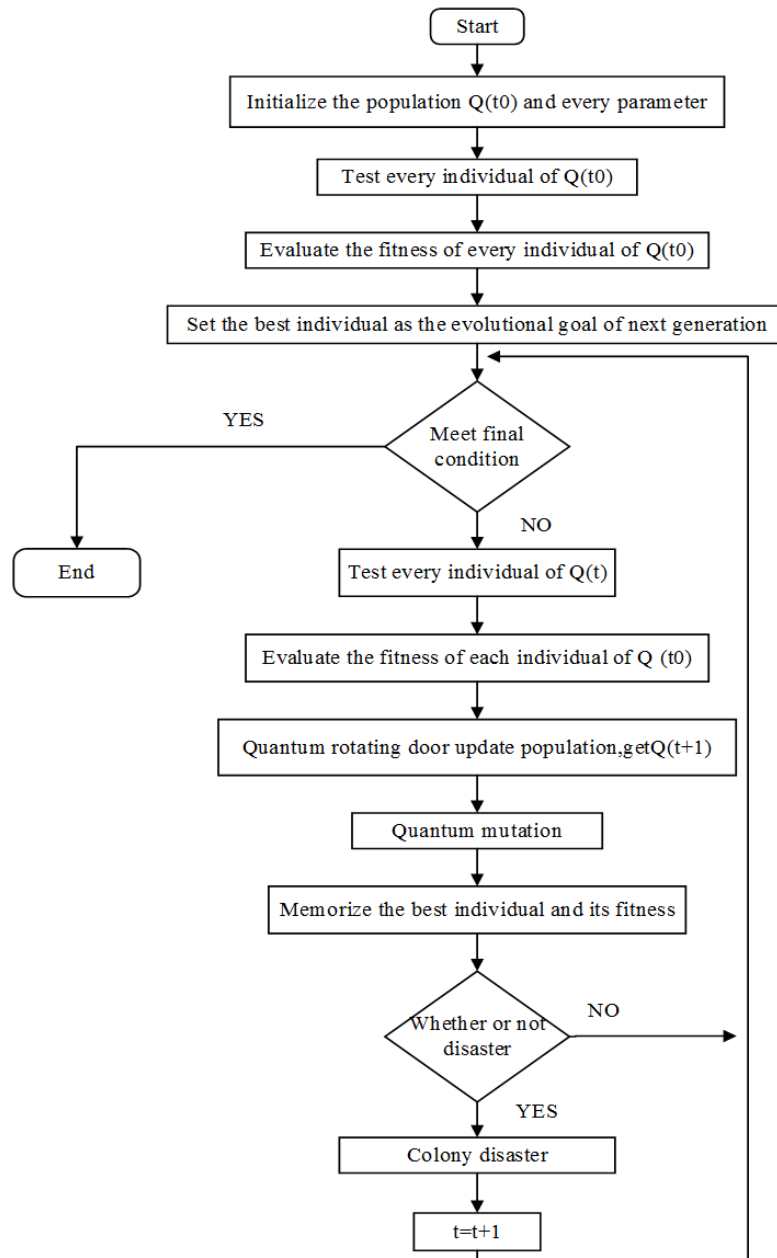 Start
Initialize the population Q(t0) and every parameter
Test every individual of Q(t0)
Evaluate the fitness of every individual of Q(t0)
Set the best individual as the evolutional goal of next generation
YES
Meet final
condition
NO
End
Test every individual of Q(t)
Evaluate the fitness of each individual of Q (t0)
Quantum rotating door update population,getQ(t+1)
Quantum mutation
Memorize the best individual and its fitness
Whether or not
disaster
NO
YES
Colony disaster
t=t+1